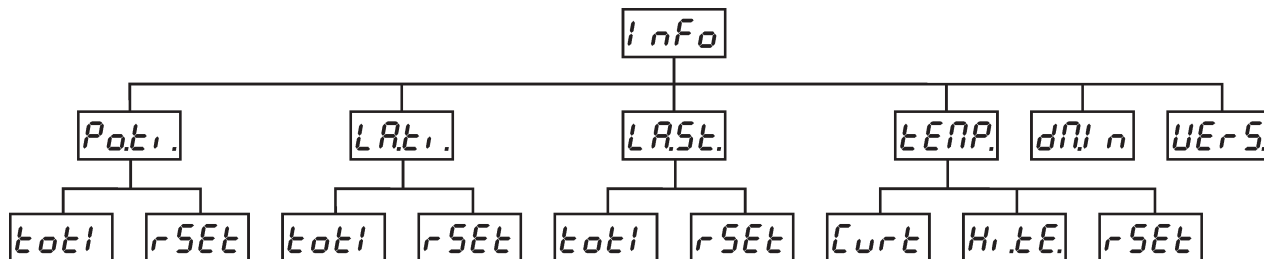 InFo
Po.ti. LA.ti. LA.St. tEMP. dM.In VErS.
totl rSEt totl rSEt totl rSEt Curt Hi.tE. rSEt